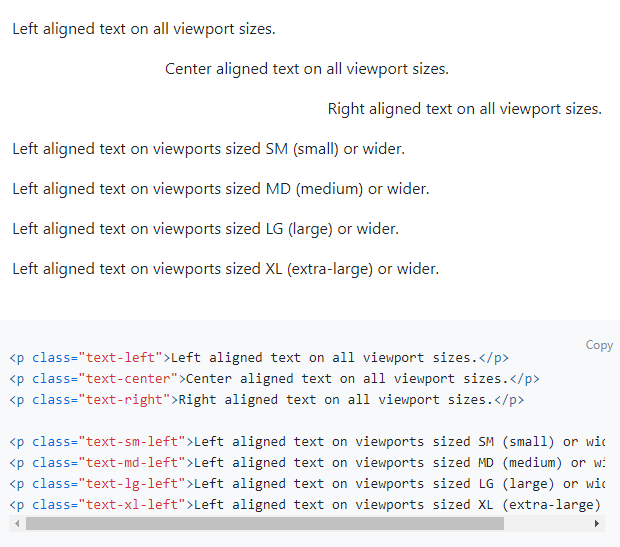 Left aligned text on all viewport sizes.
Center aligned text on all viewport sizes.
Right aligned text on all viewport sizes.
Left aligned text on viewports sized SM (small) or wider.
Left aligned text on viewports sized MD (medium) or wider.
Left aligned text on viewports sized LG (large) or wider.
Left aligned text on viewports sized XL (extra-large) or wider.
Copy
<p class="text-left">Left aligned text on all viewport sizes.</p>
<p class="text-center">Center aligned text on all viewport sizes.</p>
<p class="text-right">Right aligned text on all viewport sizes.</p>
<p class="text-sm-left">Left aligned text on viewports sized SM (small) or
<p class="text-md-left">Left aligned text on viewports sized MD (medium) or
<p class="text-lg-left">Left aligned text on viewports sized LG (large) or
<p class="text-xl-left">Left aligned text on viewports sized XL (extra-large)